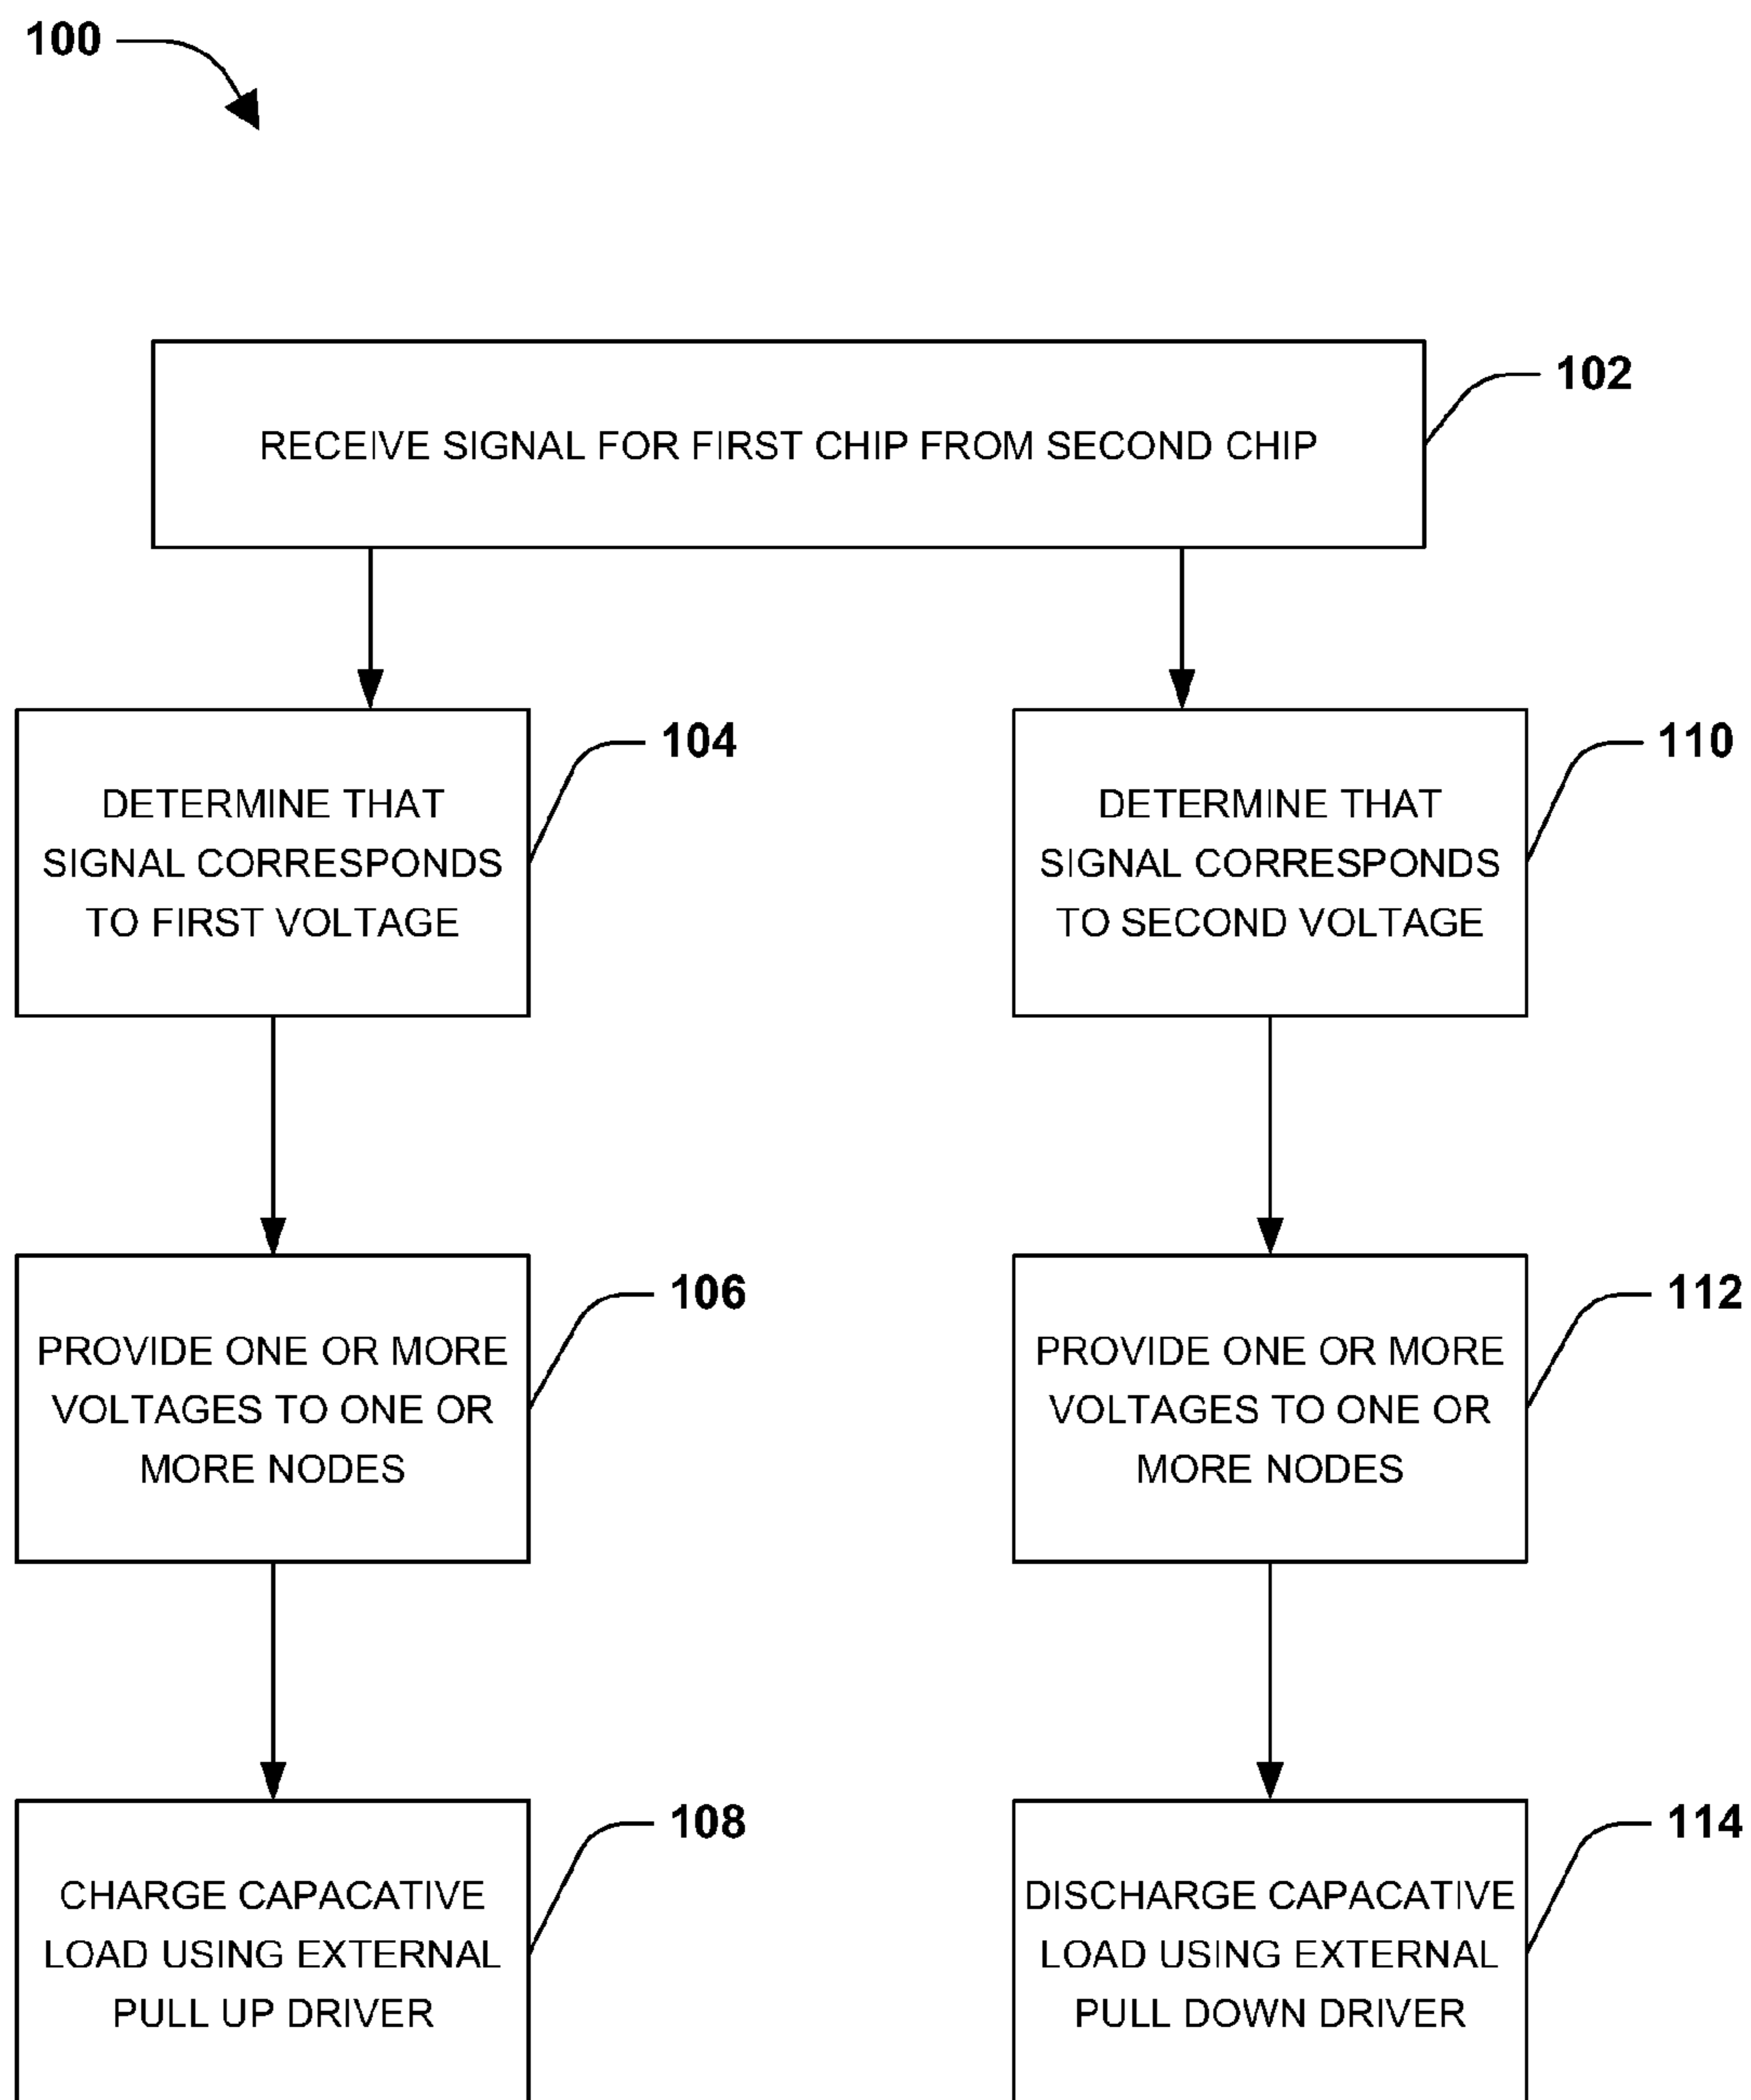 100
RECEIVE SIGNAL FOR FIRST CHIP FROM SECOND CHIP
102
DETERMINE THAT
SIGNAL CORRESPONDS
TO FIRST VOLTAGE
104
DETERMINE THAT
SIGNAL CORRESPONDS
TO SECOND VOLTAGE
110
PROVIDE ONE OR MORE
VOLTAGES TO ONE OR
MORE NODES
106
PROVIDE ONE OR MORE
VOLTAGES TO ONE OR
MORE NODES
112
CHARGE CAPACATIVE
LOAD USING EXTERNAL
PULL UP DRIVER
108
DISCHARGE CAPACATIVE
LOAD USING EXTERNAL
PULL DOWN DRIVER
114